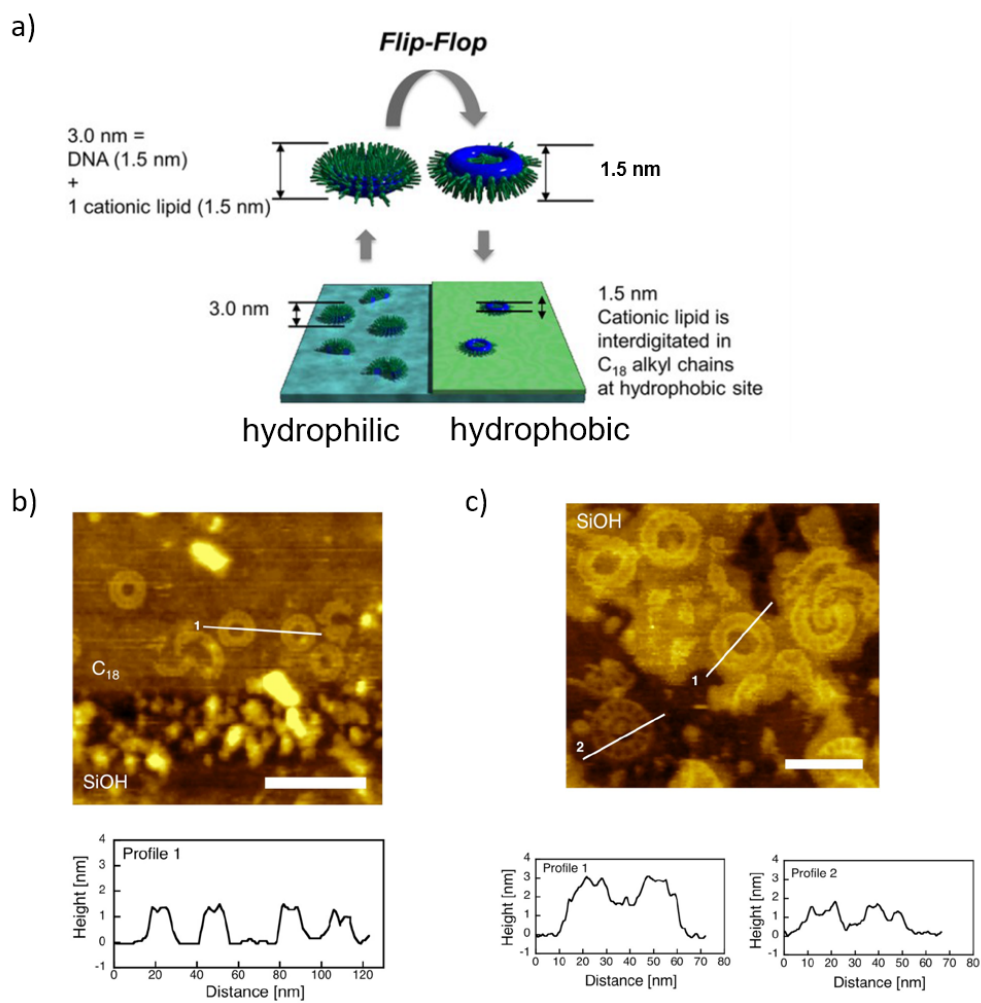 a)
Flip-Flop
3.0 nm =
DNA (1.5 nm)
+
1 cationic lipid (1.5 nm)
1.5 nm
3.0 nm
1.5 nm
Cationic lipid is
interdigitated in
C18 alkyl chains
at hydrophobic site
hydrophilic
hydrophobic
b)
1
C18
SiOH
Profile 1
Height [nm]
4
3
2
1
0
-1
0 20 40 60 80 100 120
Distance [nm]
c)
SiOH
1
2
Profile 1
Height [nm]
4
3
2
1
0
-1
0 10 20 30 40 50 60 70 80
Distance [nm]
Profile 2
Height [nm]
4
3
2
1
0
-1
0 10 20 30 40 50 60 70 80
Distance [nm]